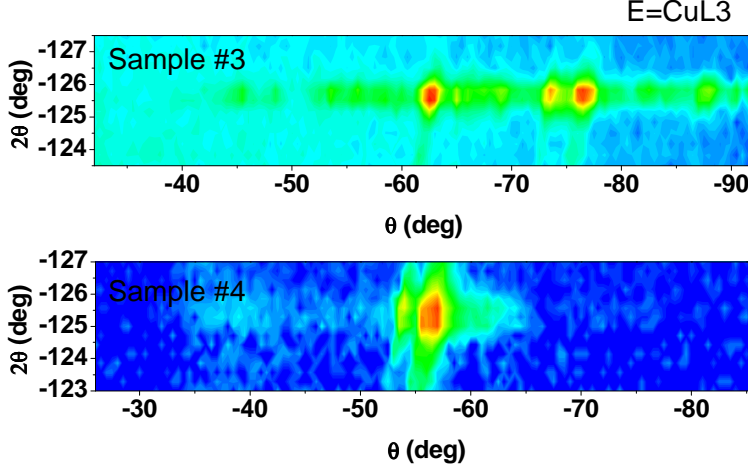 E=CuL3
Sample #3
2θ (deg)
-127
-126
-125
-124
-40 -50 -60 -70 -80 -90
θ (deg)
Sample #4
2θ (deg)
-127
-126
-125
-124
-123
-30 -40 -50 -60 -70 -80
θ (deg)